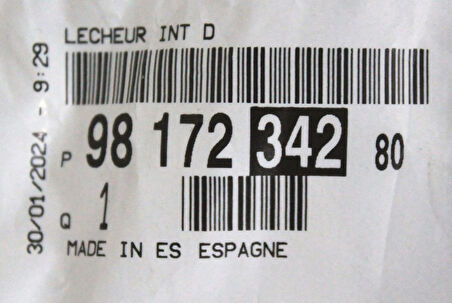 LECHEUR INT D
P 98 172 342 80
Q 1
MADE IN ES ESPAGNE
30/01/2024 - 9:29